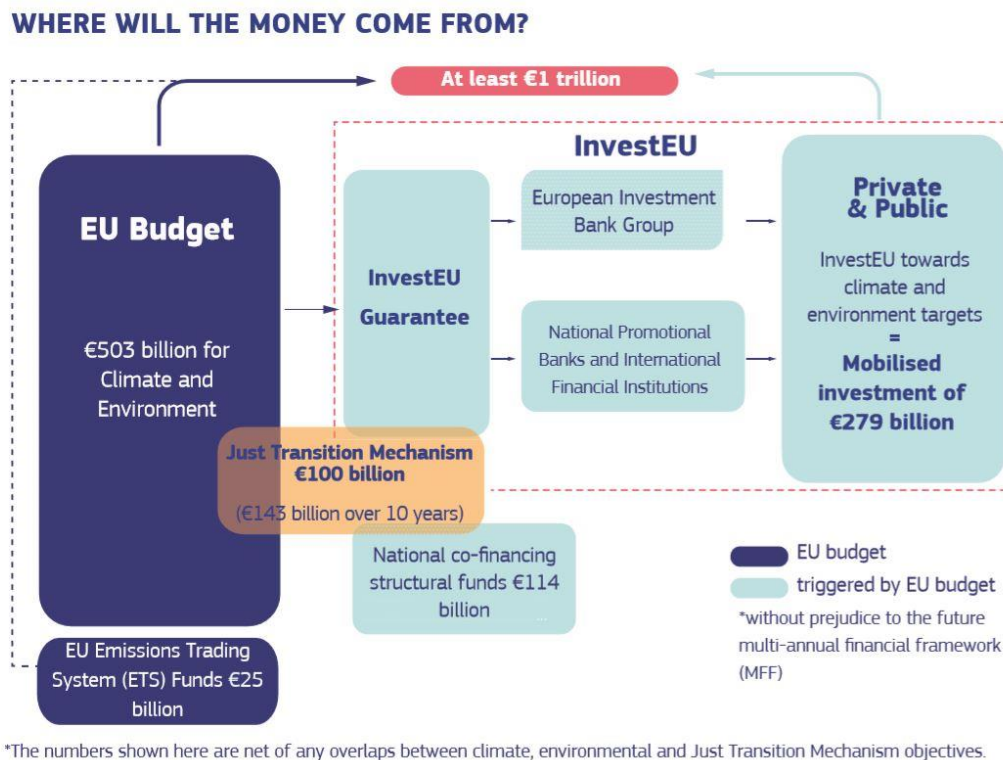 WHERE WILL THE MONEY COME FROM?
At least €1 trillion
EU Budget
€503 billion for
Climate and
Environment
InvestEU
InvestEU
Guarantee
European Investment
Bank Group
National Promotional
Banks and International
Financial Institutions
Private
& Public
InvestEU towards
climate and
environment targets
=
Mobilised
investment of
€279 billion
Just Transition Mechanism
€100 billion
(€143 billion over 10 years)
National co-financing
structural funds €114
billion
...
EU Emissions Trading
System (ETS) Funds €25
billion
EU budget
triggered by EU budget
*without prejudice to the future
multi-annual financial framework
(MFF)
*The numbers shown here are net of any overlaps between climate, environmental and Just Transition Mechanism objectives.